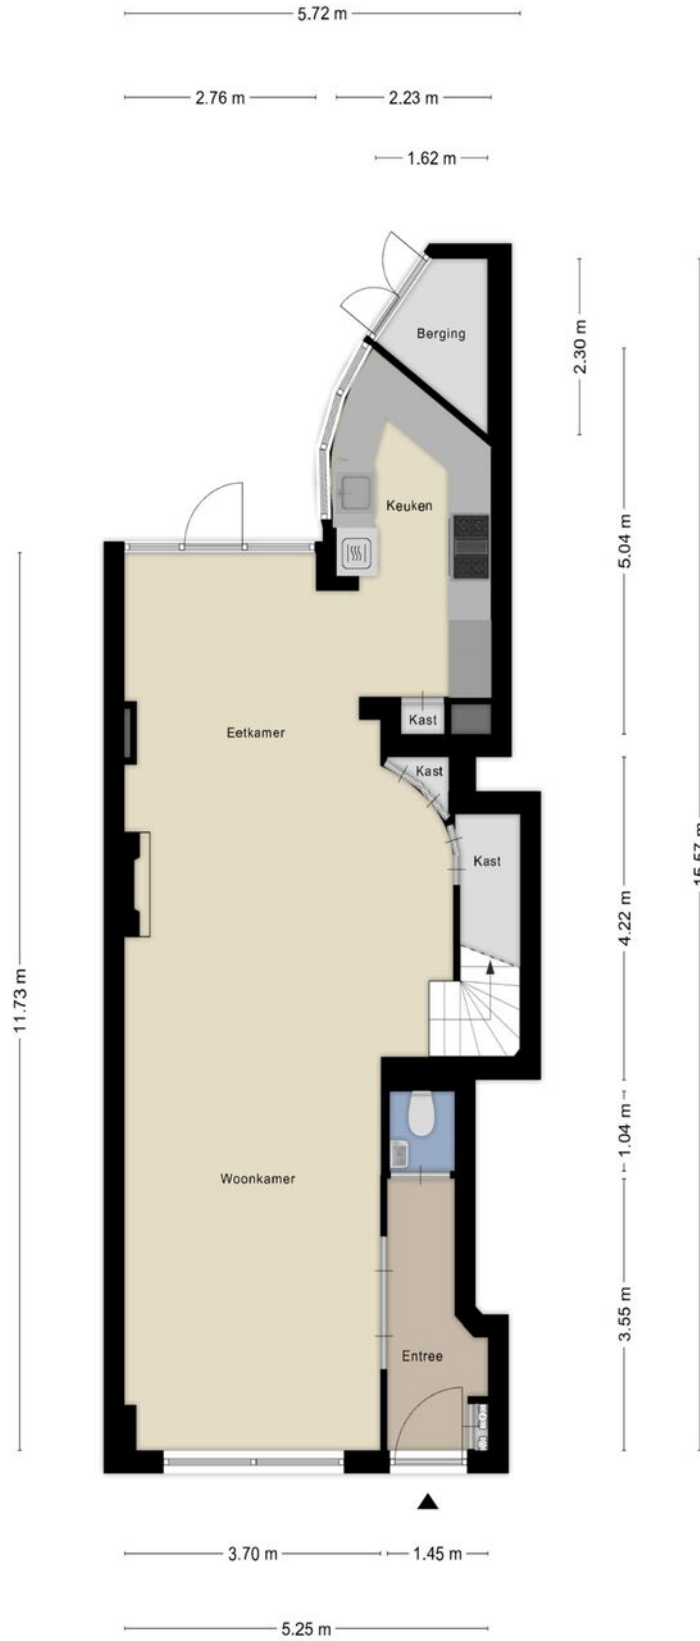 5.72 m
2.76 m
2.23 m
1.62 m
Berging
2.30 m
Keuken
5.04 m
Eetkamer
Kast
Kast
Kast
4.22 m
15.57 m
11.73 m
1.04 m
Woonkamer
3.55 m
Entree
3.70 m
1.45 m
5.25 m